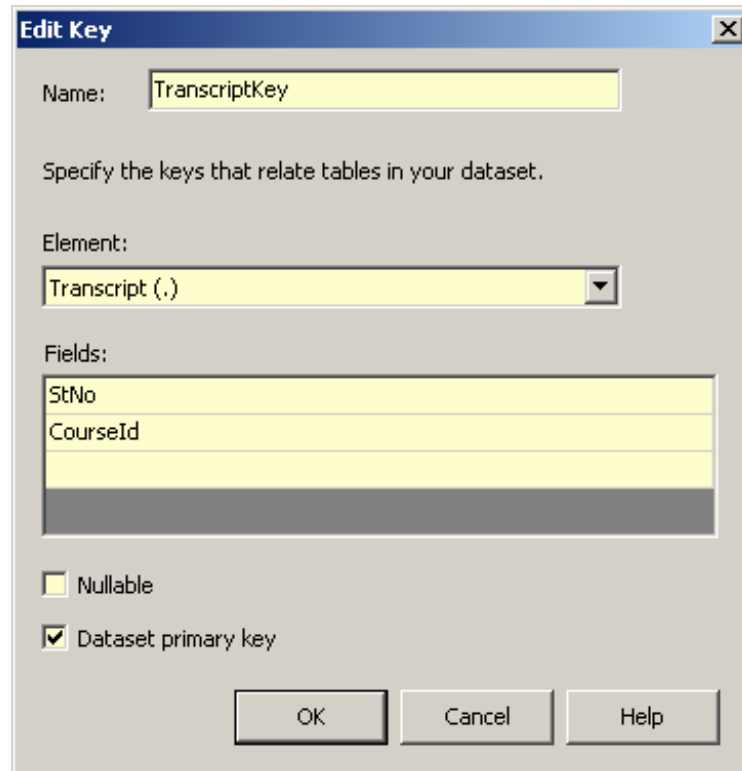 Edit Key
Name: TranscriptKey
Specify the keys that relate tables in your dataset.
Element:
Transcript (.)
Fields:
StNo
CourseId
Nullable
Dataset primary key
OK Cancel Help